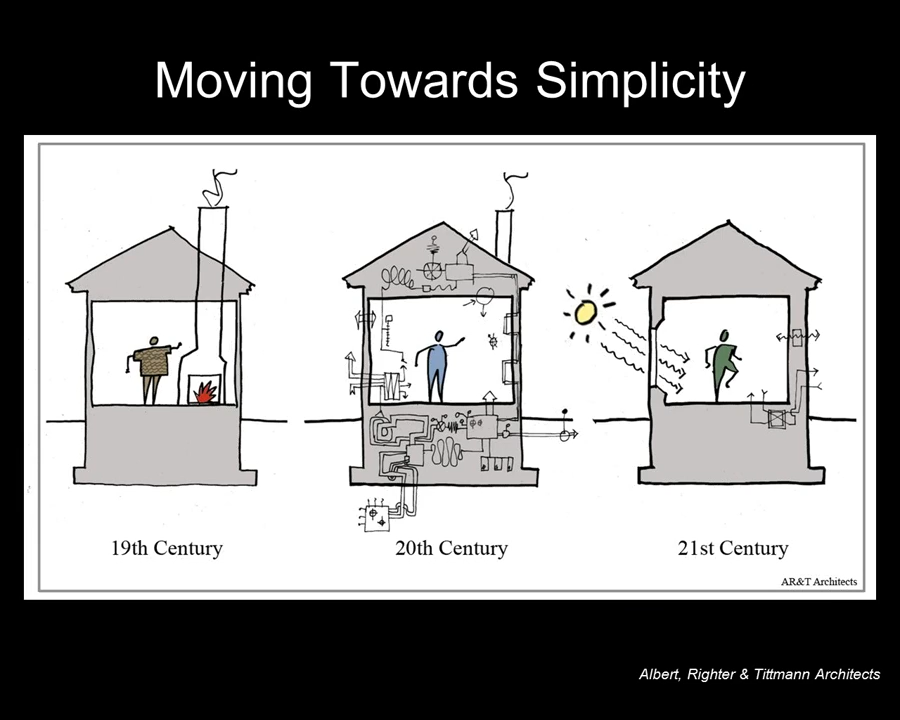 Moving Towards Simplicity
19th Century
20th Century
21st Century
AR&T Architects
Albert, Righter & Tittmann Architects